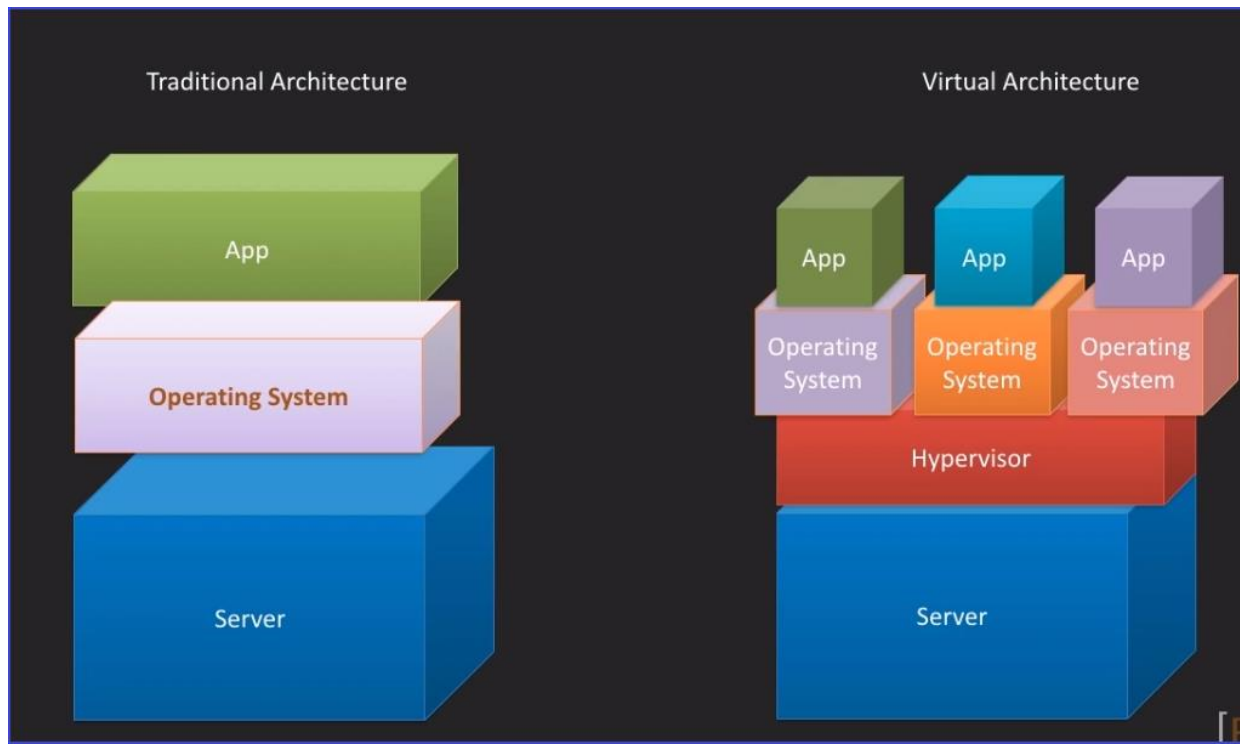 Traditional Architecture
App
Operating System
Server
Virtual Architecture
App
App
App
Operating
System
Operating
System
Operating
System
Hypervisor
Server